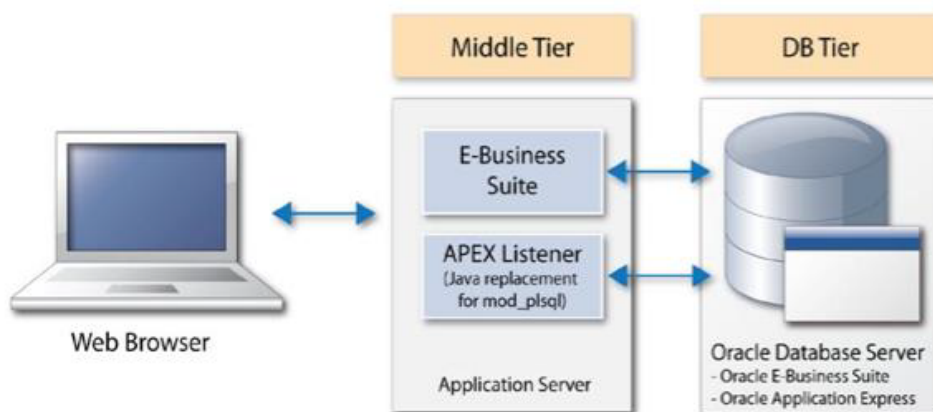 Middle Tier
DB Tier
E-Business
Suite
APEX Listener
(Java replacement
for mod_plsql)
Web Browser
Application Server
Oracle Database Server
- Oracle E-Business Suite
- Oracle Application Express